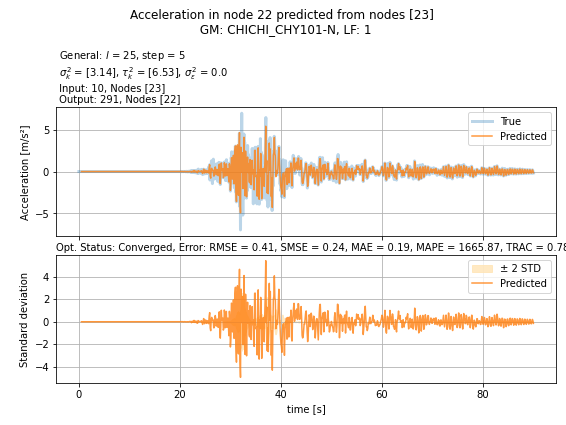 Acceleration in node 22 predicted from nodes [23]
GM: CHICHI_CHY101-N, LF: 1
General: l = 25, step = 5
σ²ₖ = [3.14], τ²ₖ = [6.53], σ²ₑ = 0.0
Input: 10, Nodes [23]
Output: 291, Nodes [22]
Acceleration [m/s²]
5
0
−5
True
Predicted
Opt. Status: Converged, Error: RMSE = 0.41, SMSE = 0.24, MAE = 0.19, MAPE = 1665.87, TRAC = 0.78
Standard deviation
4
2
0
−2
−4
± 2 STD
Predicted
0 20 40 60 80
time [s]